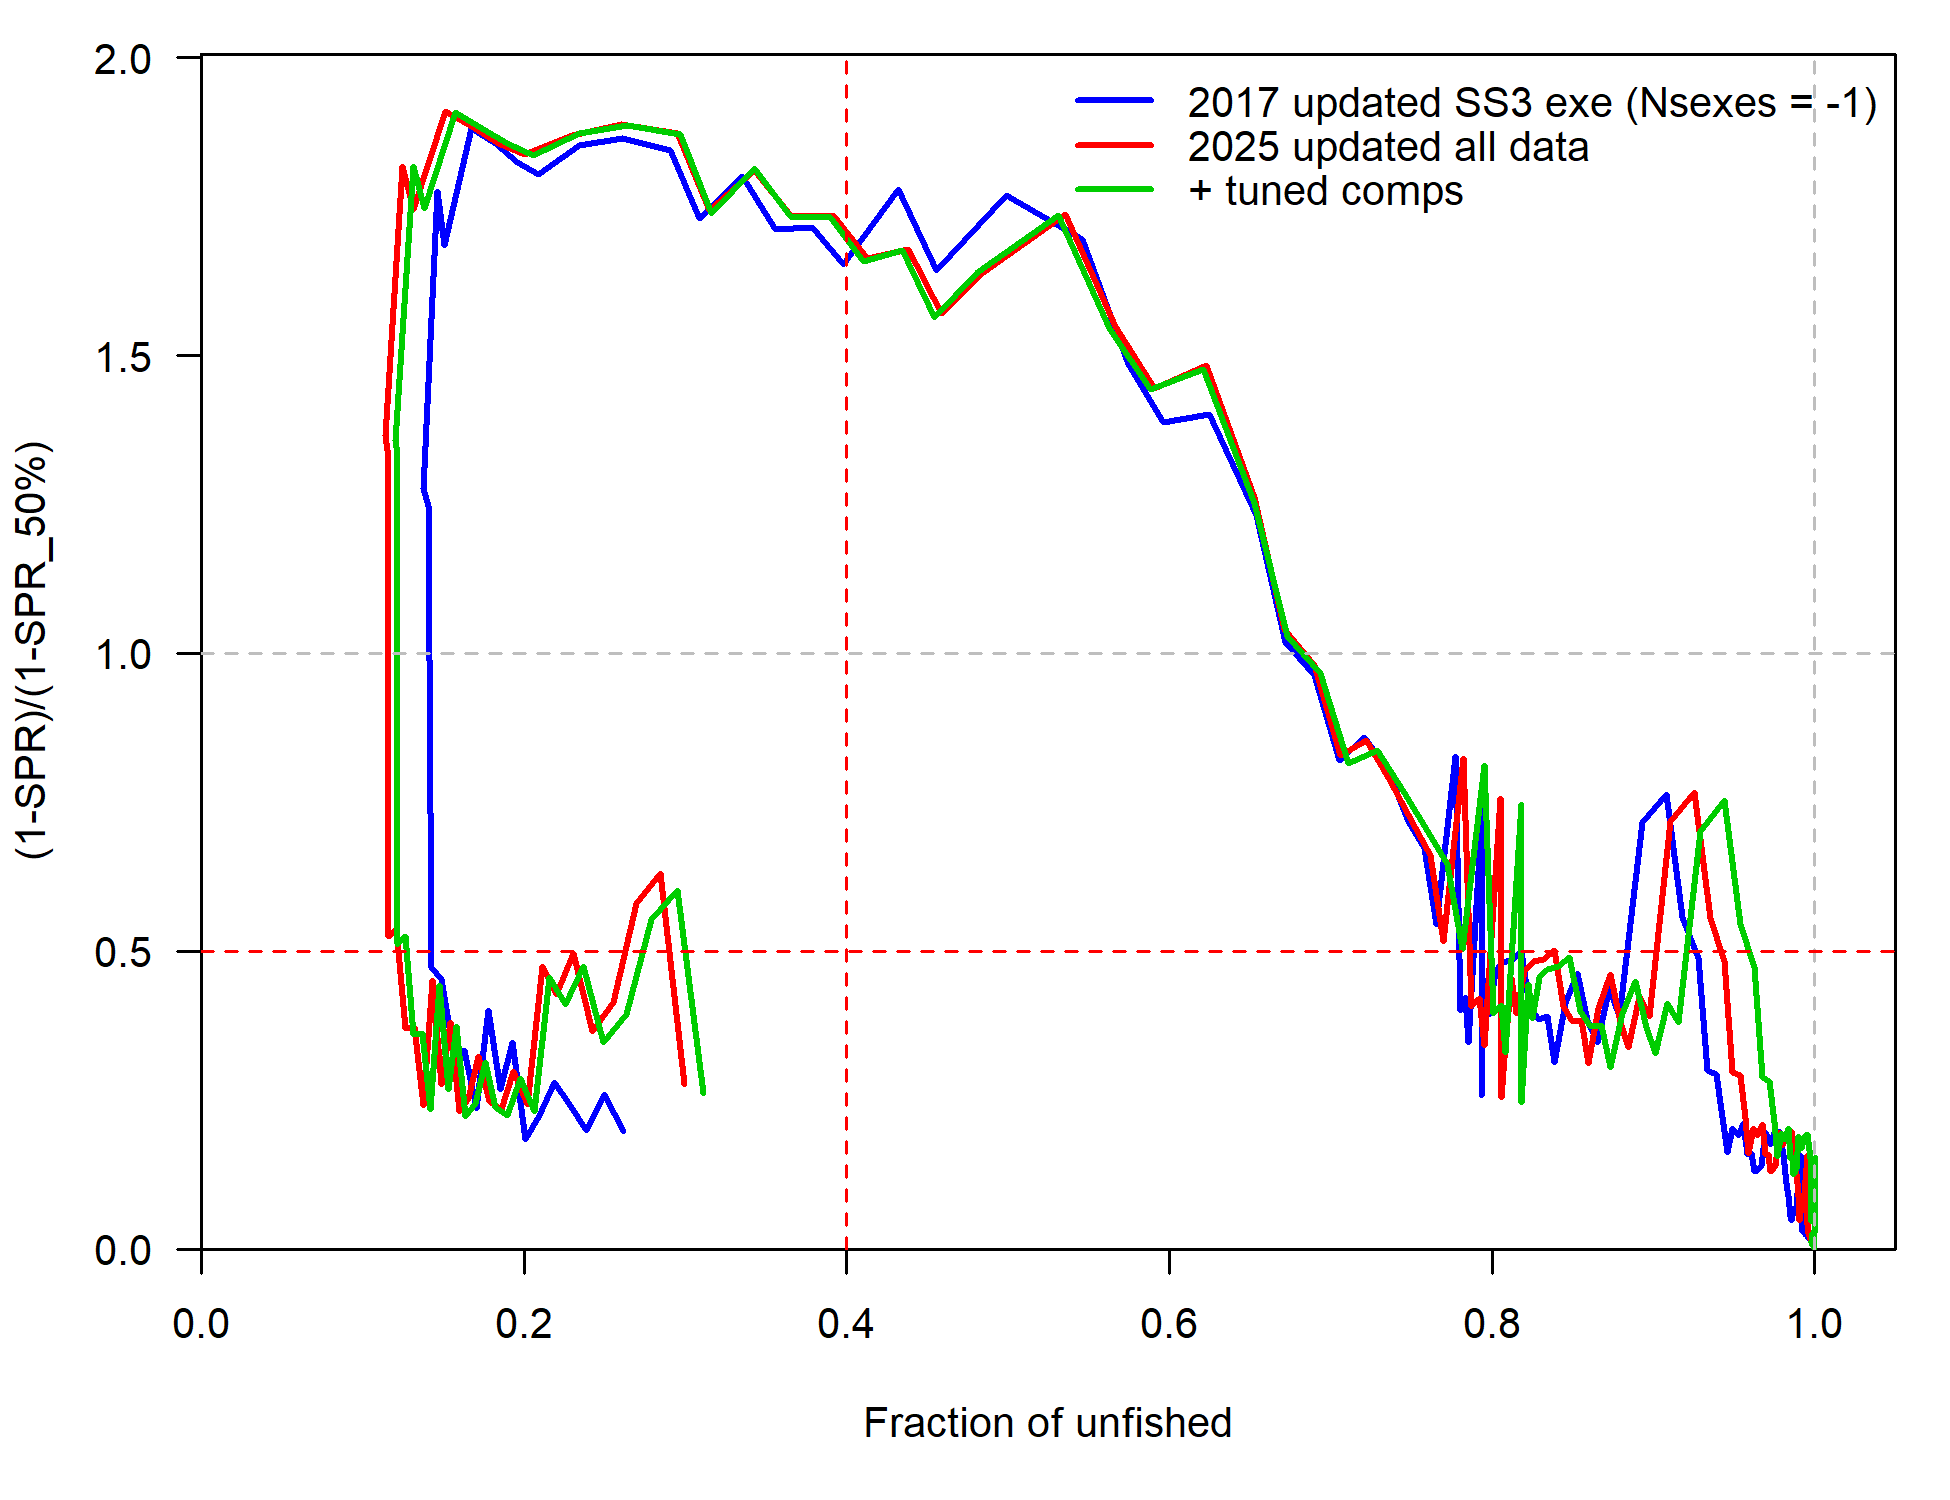 2017 updated SS3 exe (Nsexes = -1)
2025 updated all data
+ tuned comps
2.0
1.5
1.0
0.5
0.0
(1-SPR)/(1-SPR_50%)
0.0 0.2 0.4 0.6 0.8 1.0
Fraction of unfished